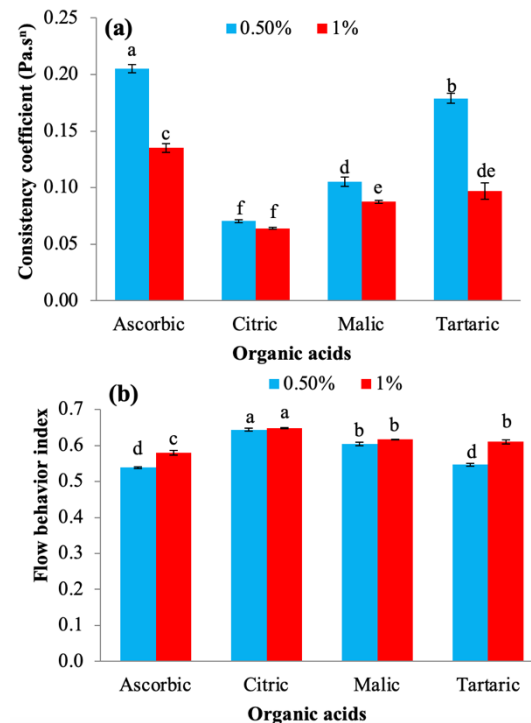 (a)
0.50% 1%
Consistency coefficient (Pa.sⁿ)
0.25
0.20
0.15
0.10
0.05
0.00
a
c
f f
d
e
b
de
Ascorbic Citric Malic Tartaric
Organic acids
(b)
0.50% 1%
Flow behavior index
0.7
0.6
0.5
0.4
0.3
0.2
0.1
0.0
d c a a b b d b
Ascorbic Citric Malic Tartaric
Organic acids